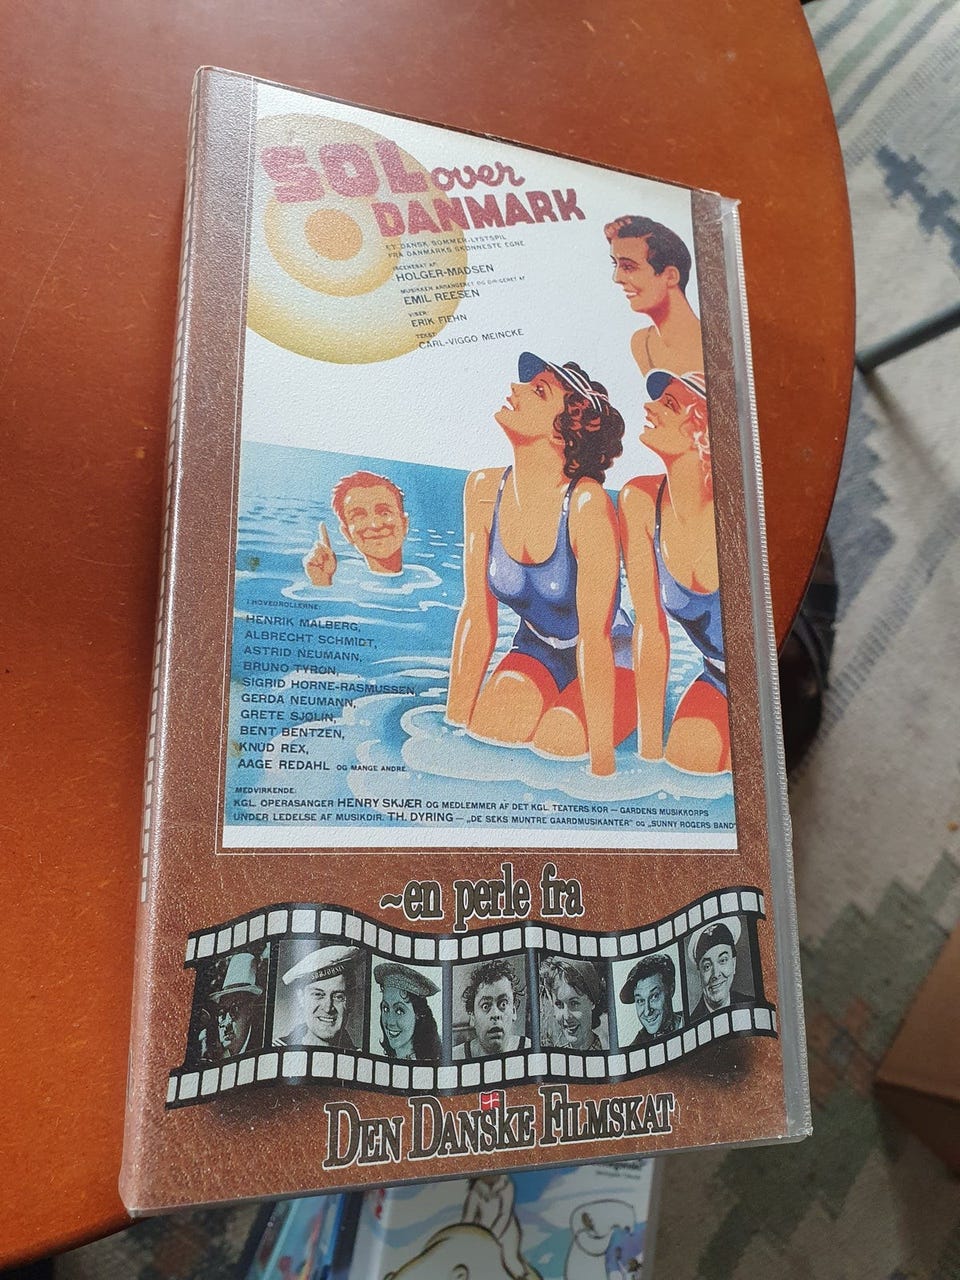 SOL over
DANMARK
ET DANSK SOMMER-LYSTSPIL
FRA DANMARKS SKØNNESTE EGNE
ISCENESAT AF:
HOLGER-MADSEN
MUSIKKEN ARRANGERET OG DIRIGERET AF
EMIL REESEN
VISER:
ERIK FIEHN
TEKST:
CARL-VIGGO MEINCKE
I HOVEDROLLERNE:
HENRIK MALBERG,
ALBRECHT SCHMIDT,
ASTRID NEUMANN,
BRUNO TYRON,
SIGRID HORNE-RASMUSSEN,
GERDA NEUMANN,
GRETE SJØLIN,
BENT BENTZEN,
KNUD REX,
AAGE REDAHL OG MANGE ANDRE
MEDVIRKENDE:
KGL. OPERASANGER HENRY SKJÆR OG MEDLEMMER AF DET KGL. TEATERS KOR – GARDENS MUSIKKORPS
UNDER LEDELSE AF MUSIKDIR. TH. DYRING – „DE SEKS MUNTRE GAARDMUSIKANTER" OG „SUNNY ROGERS BAND"
~en perle fra
DEN DANSKE FILMSKAT